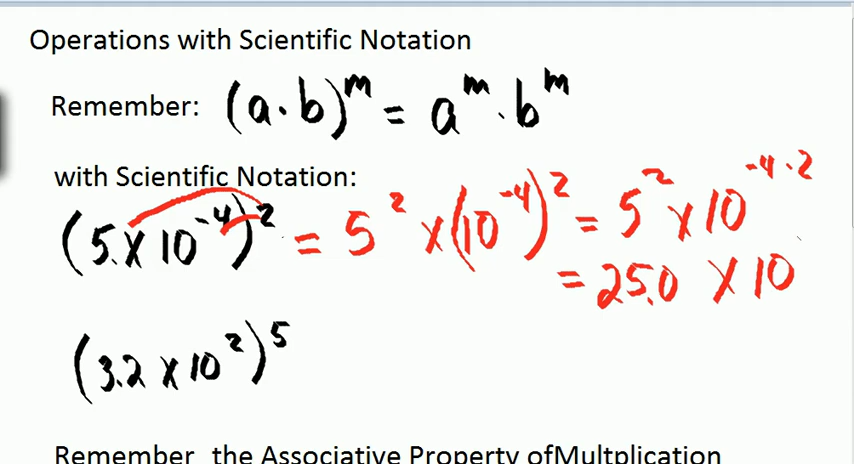 Operations with Scientific Notation
Remember: (a·b)^m = a^m · b^m
with Scientific Notation:
(5. x 10^-4)^2 = 5^2 x (10^-4)^2 = 5^2 x 10^-4·2
= 25.0 x 10
(3.2 x 10^2)^5
Remember the Associative Property ofMultplication